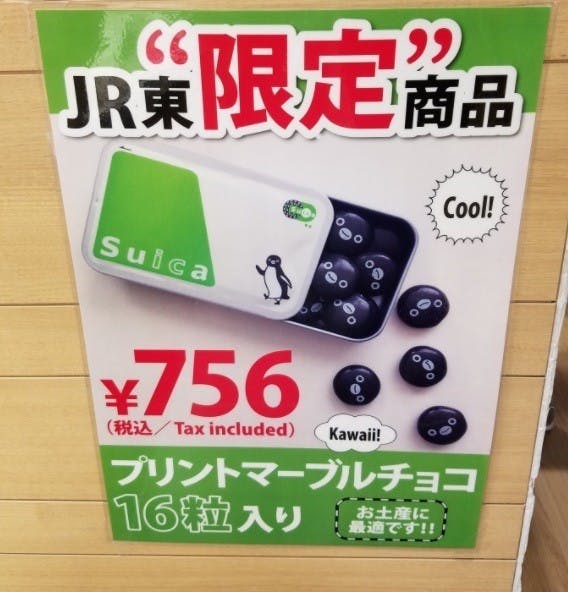 JR東“限定”商品
Cool!
Suica
Suica
¥756
(税込／Tax included)
Kawaii!
プリントマーブルチョコ
16粒入り
お土産に
最適です!!